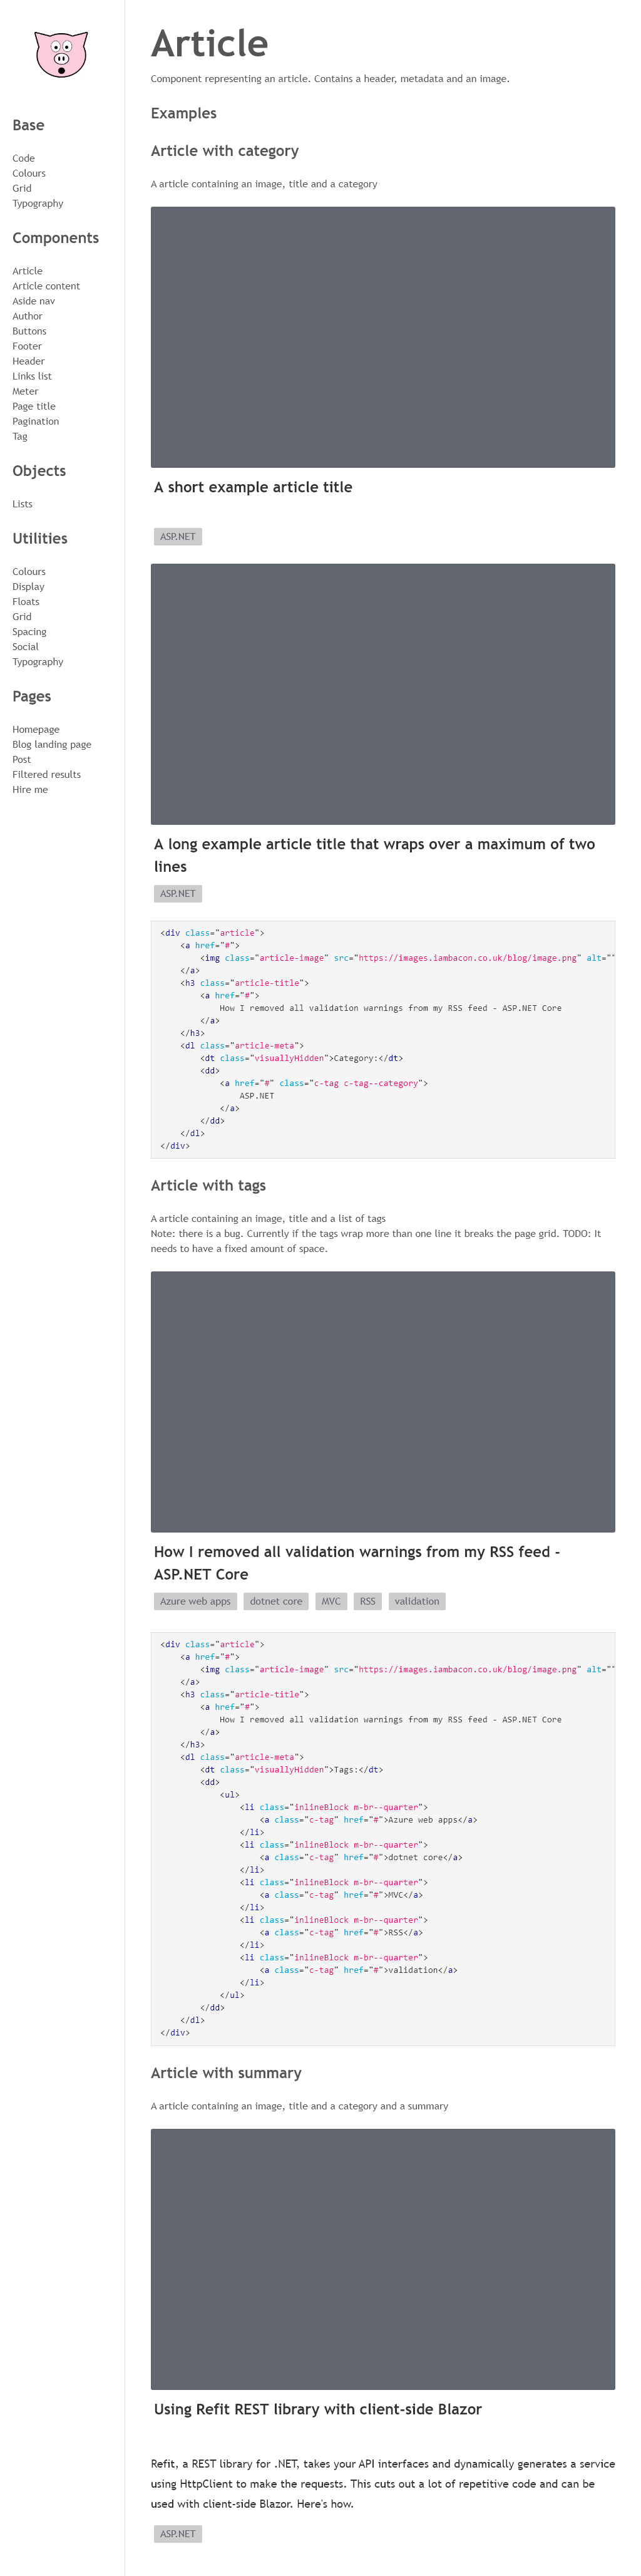 Base
Code
Colours
Grid
Typography
Components
Article
Article content
Aside nav
Author
Buttons
Footer
Header
Links list
Meter
Page title
Pagination
Tag
Objects
Lists
Utilities
Colours
Display
Floats
Grid
Spacing
Social
Typography
Pages
Homepage
Blog landing page
Post
Filtered results
Hire me
Article
Component representing an article. Contains a header, metadata and an image.
Examples
Article with category
A article containing an image, title and a category
A short example article title
ASP.NET
A long example article title that wraps over a maximum of two
lines
ASP.NET
<div class="article">
    <a href="#">
        <img class="article-image" src="https://images.iambacon.co.uk/blog/image.png" alt=""
    </a>
    <h3 class="article-title">
        <a href="#">
            How I removed all validation warnings from my RSS feed - ASP.NET Core
        </a>
    </h3>
    <dl class="article-meta">
        <dt class="visuallyHidden">Category:</dt>
        <dd>
            <a href="#" class="c-tag c-tag--category">
                ASP.NET
            </a>
        </dd>
    </dl>
</div>
Article with tags
A article containing an image, title and a list of tags
Note: there is a bug. Currently if the tags wrap more than one line it breaks the page grid. TODO: It
needs to have a fixed amount of space.
How I removed all validation warnings from my RSS feed -
ASP.NET Core
Azure web apps dotnet core MVC RSS validation
<div class="article">
    <a href="#">
        <img class="article-image" src="https://images.iambacon.co.uk/blog/image.png" alt=""
    </a>
    <h3 class="article-title">
        <a href="#">
            How I removed all validation warnings from my RSS feed - ASP.NET Core
        </a>
    </h3>
    <dl class="article-meta">
        <dt class="visuallyHidden">Tags:</dt>
        <dd>
            <ul>
                <li class="inlineBlock m-br--quarter">
                    <a class="c-tag" href="#">Azure web apps</a>
                </li>
                <li class="inlineBlock m-br--quarter">
                    <a class="c-tag" href="#">dotnet core</a>
                </li>
                <li class="inlineBlock m-br--quarter">
                    <a class="c-tag" href="#">MVC</a>
                </li>
                <li class="inlineBlock m-br--quarter">
                    <a class="c-tag" href="#">RSS</a>
                </li>
                <li class="inlineBlock m-br--quarter">
                    <a class="c-tag" href="#">validation</a>
                </li>
            </ul>
        </dd>
    </dl>
</div>
Article with summary
A article containing an image, title and a category and a summary
Using Refit REST library with client-side Blazor
Refit, a REST library for .NET, takes your API interfaces and dynamically generates a service
using HttpClient to make the requests. This cuts out a lot of repetitive code and can be
used with client-side Blazor. Here's how.
ASP.NET